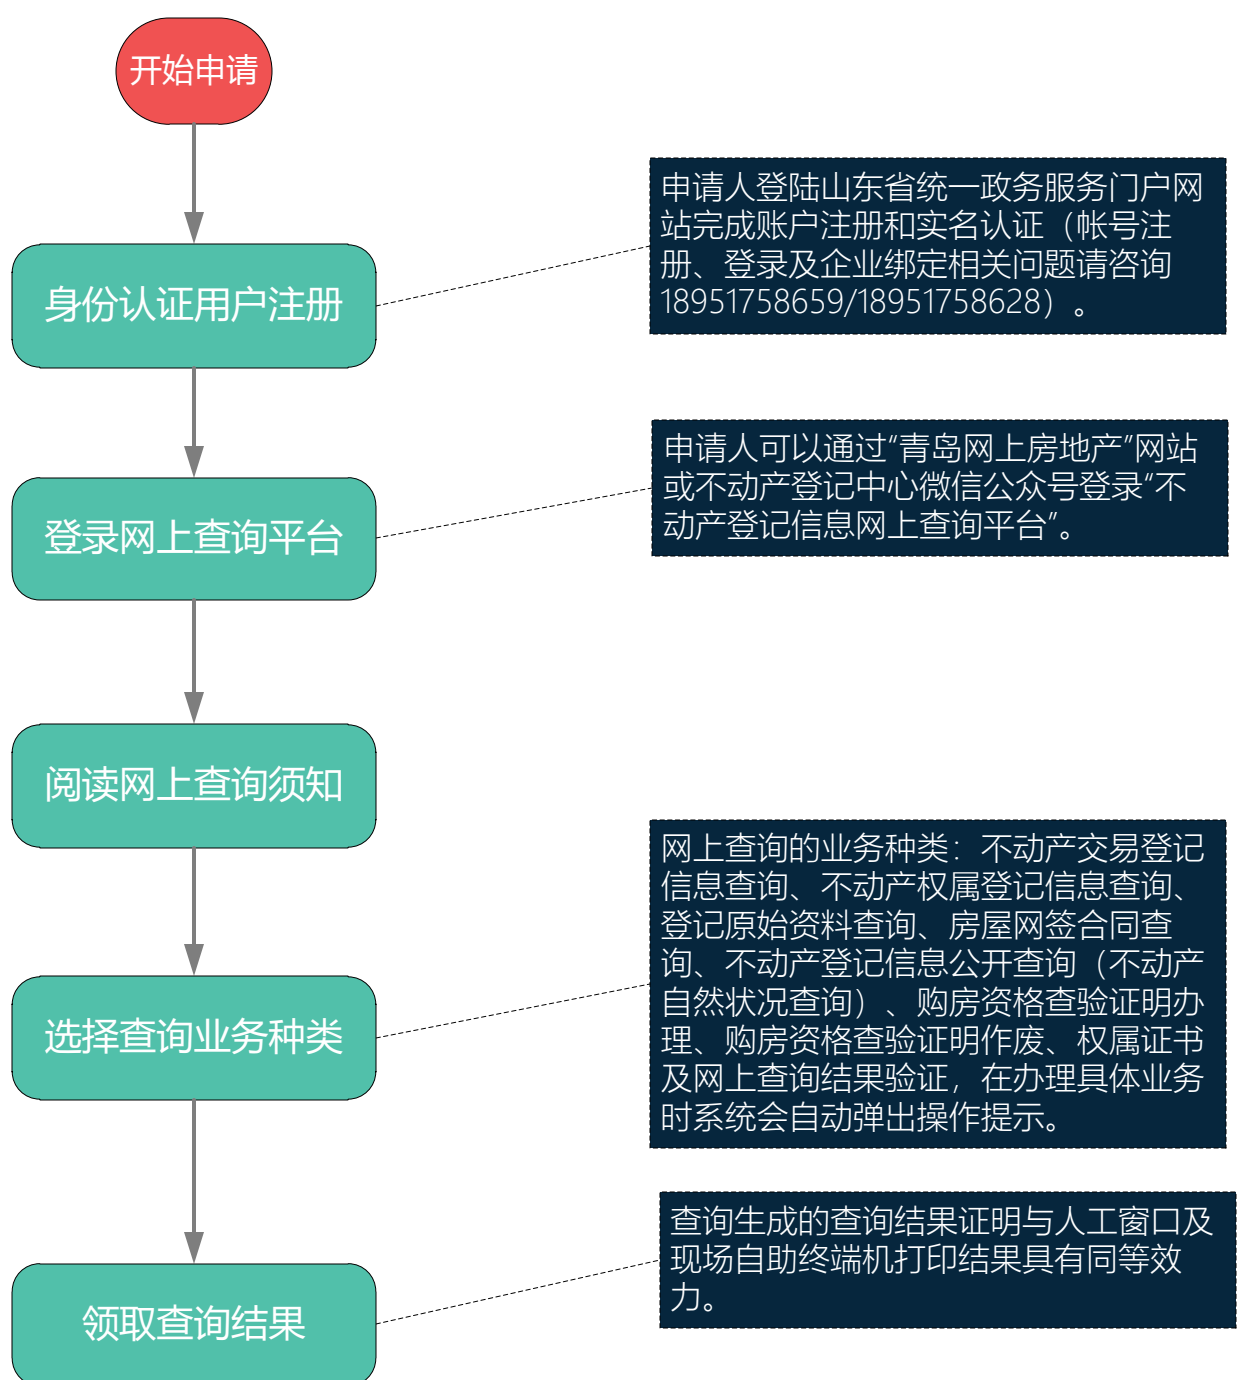 开始申请
身份认证用户注册
申请人登陆山东省统一政务服务门户网
站完成账户注册和实名认证（帐号注
册、登录及企业绑定相关问题请咨询
18951758659/18951758628）。
登录网上查询平台
申请人可以通过“青岛网上房地产”网站
或不动产登记中心微信公众号登录“不
动产登记信息网上查询平台”。
阅读网上查询须知
选择查询业务种类
网上查询的业务种类：不动产交易登记
信息查询、不动产权属登记信息查询、
登记原始资料查询、房屋网签合同查
询、不动产登记信息公开查询（不动产
自然状况查询）、购房资格查验证明办
理、购房资格查验证明作废、权属证书
及网上查询结果验证，在办理具体业务
时系统会自动弹出操作提示。
领取查询结果
查询生成的查询结果证明与人工窗口及
现场自助终端机打印结果具有同等效
力。